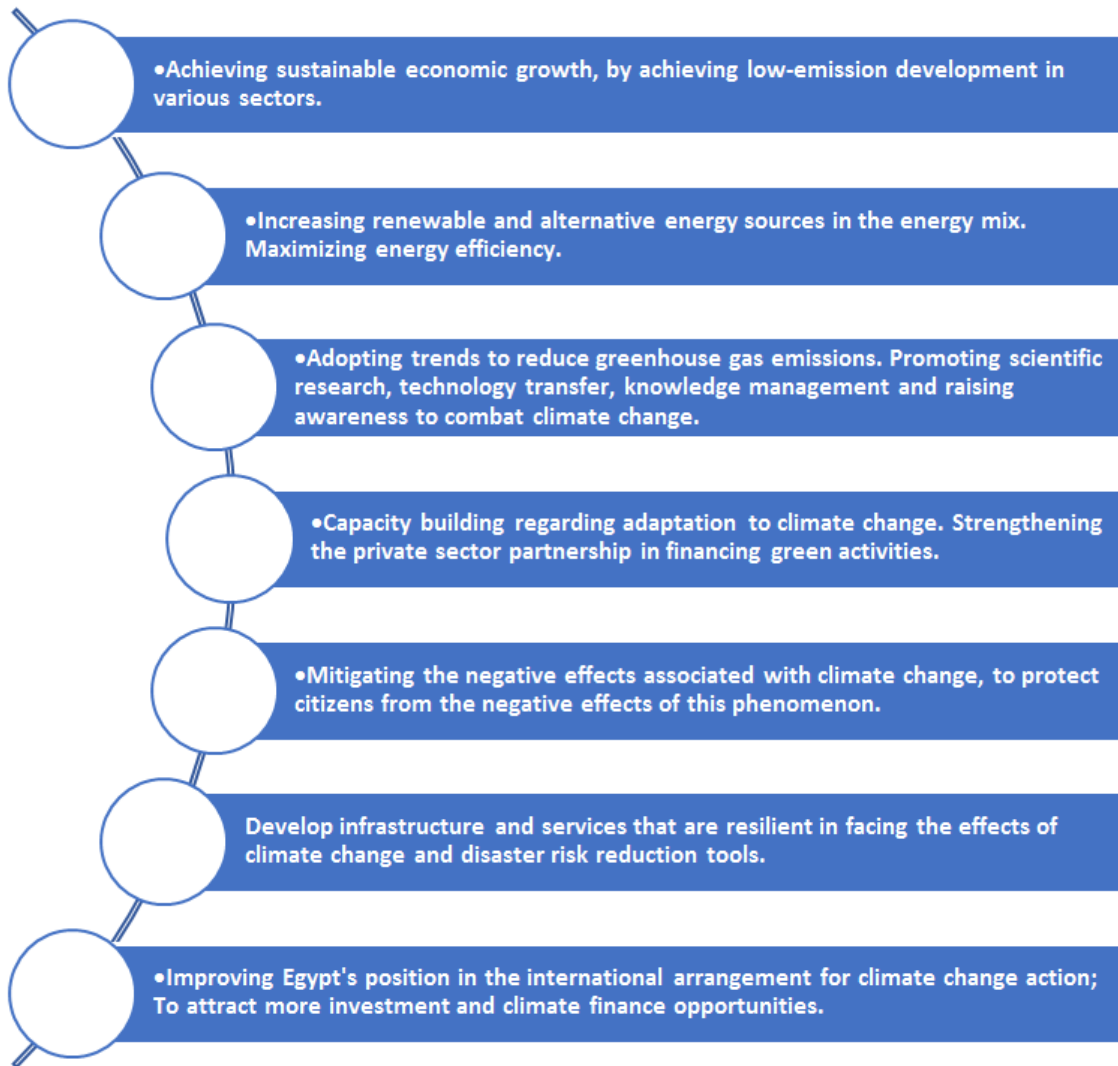 •Achieving sustainable economic growth, by achieving low-emission development in
various sectors.
•Increasing renewable and alternative energy sources in the energy mix.
Maximizing energy efficiency.
•Adopting trends to reduce greenhouse gas emissions. Promoting scientific
research, technology transfer, knowledge management and raising
awareness to combat climate change.
•Capacity building regarding adaptation to climate change. Strengthening
the private sector partnership in financing green activities.
•Mitigating the negative effects associated with climate change, to protect
citizens from the negative effects of this phenomenon.
Develop infrastructure and services that are resilient in facing the effects of
climate change and disaster risk reduction tools.
•Improving Egypt's position in the international arrangement for climate change action;
To attract more investment and climate finance opportunities.